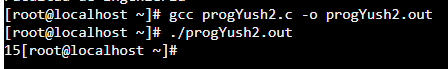 [root@localhost ~]# gcc progYush2.c -o progYush2.out
[root@localhost ~]# ./progYush2.out
15[root@localhost ~]#